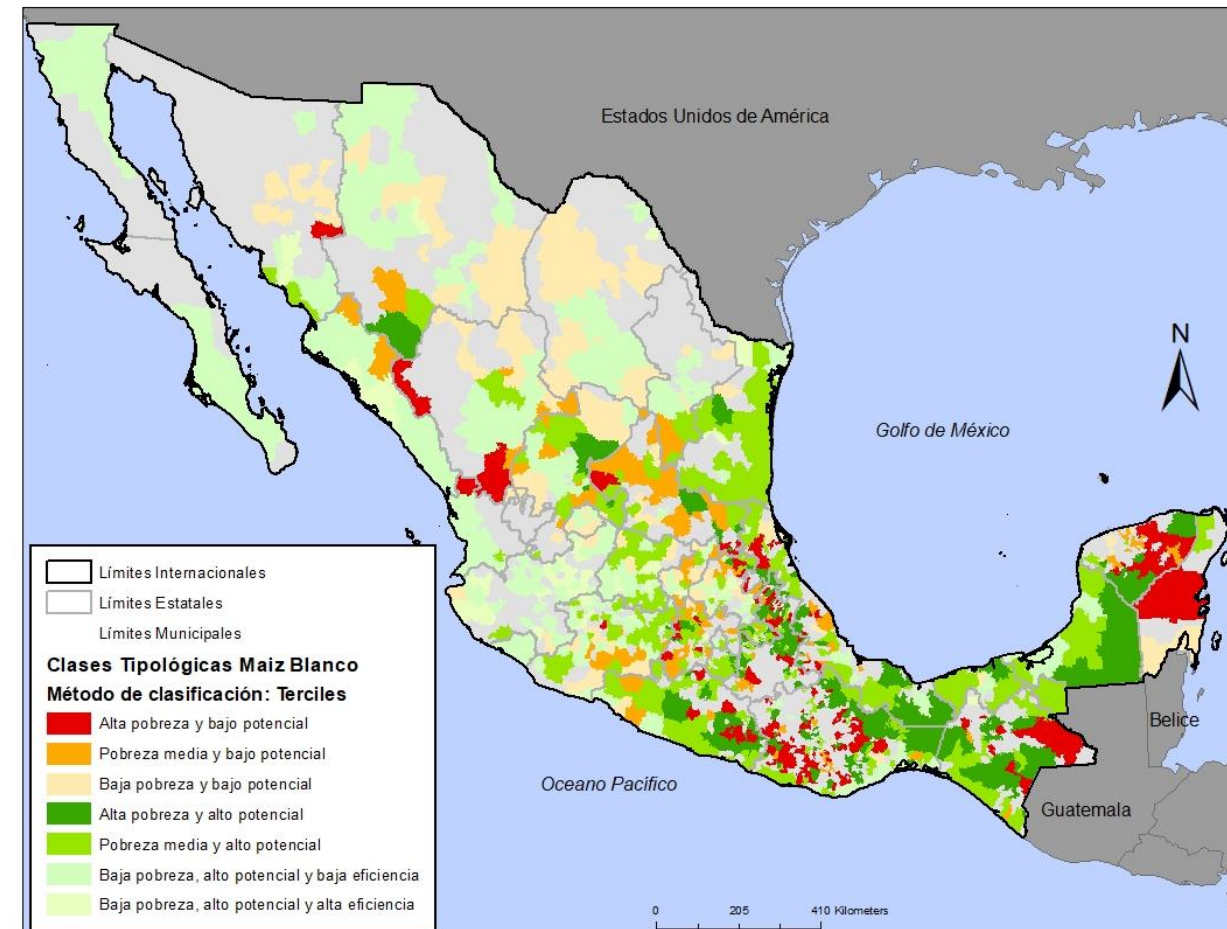 Estados Unidos de América
N
Golfo de México
Límites Internacionales
Límites Estatales
Límites Municipales
Clases Tipológicas Maiz Blanco
Método de clasificación: Terciles
Alta pobreza y bajo potencial
Pobreza media y bajo potencial
Baja pobreza y bajo potencial
Alta pobreza y alto potencial
Pobreza media y alto potencial
Baja pobreza, alto potencial y baja eficiencia
Baja pobreza, alto potencial y alta eficiencia
Belice
Oceano Pacífico
Guatemala
0 205 410 Kilometers